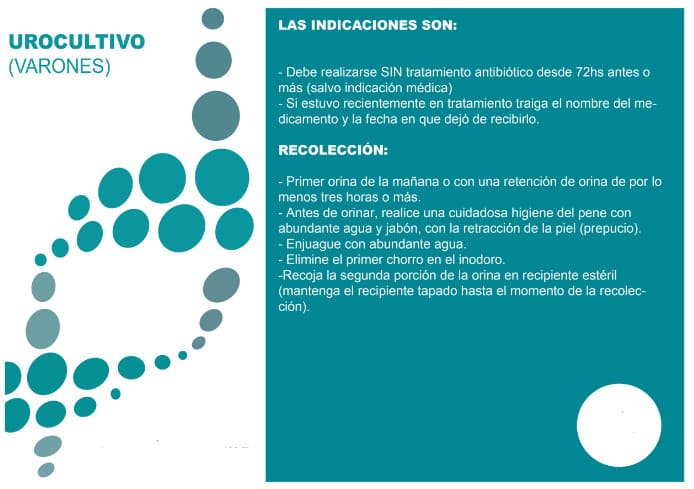 UROCULTIVO
(VARONES)
LAS INDICACIONES SON:
- Debe realizarse SIN tratamiento antibiótico desde 72hs antes o
más (salvo indicación médica)
- Si estuvo recientemente en tratamiento traiga el nombre del me-
dicamento y la fecha en que dejó de recibirlo.
RECOLECCIÓN:
- Primer orina de la mañana o con una retención de orina de por lo
menos tres horas o más.
- Antes de orinar, realice una cuidadosa higiene del pene con
abundante agua y jabón, con la retracción de la piel (prepucio).
- Enjuague con abundante agua.
- Elimine el primer chorro en el inodoro.
-Recoja la segunda porción de la orina en recipiente estéril
(mantenga el recipiente tapado hasta el momento de la recolec-
ción).